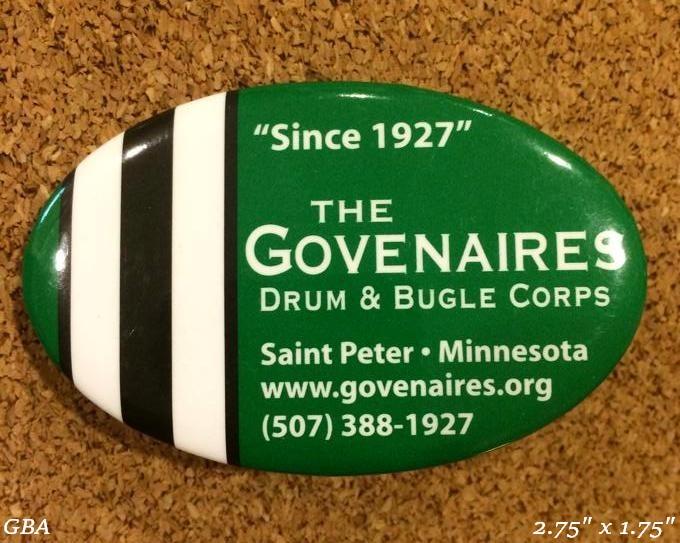 “Since 1927”
THE
GOVENAIRES
DRUM & BUGLE CORPS
Saint Peter • Minnesota
www.govenaires.org
(507) 388-1927
GBA
2.75" x 1.75"